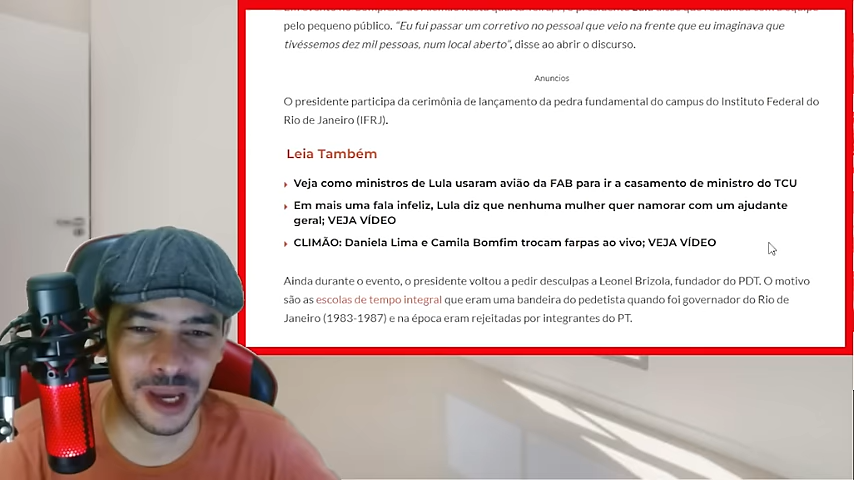 pelo pequeno público. “Eu fui passar um corretivo no pessoal que veio na frente que eu imaginava que
tivéssemos dez mil pessoas, num local aberto”, disse ao abrir o discurso.
Anuncios
O presidente participa da cerimônia de lançamento da pedra fundamental do campus do Instituto Federal do
Rio de Janeiro (IFRJ).
Leia Também
Veja como ministros de Lula usaram avião da FAB para ir a casamento de ministro do TCU
Em mais uma fala infeliz, Lula diz que nenhuma mulher quer namorar com um ajudante
geral; VEJA VÍDEO
CLIMÃO: Daniela Lima e Camila Bomfim trocam farpas ao vivo; VEJA VÍDEO
Ainda durante o evento, o presidente voltou a pedir desculpas a Leonel Brizola, fundador do PDT. O motivo
são as escolas de tempo integral que eram uma bandeira do pedetista quando foi governador do Rio de
Janeiro (1983-1987) e na época eram rejeitadas por integrantes do PT.